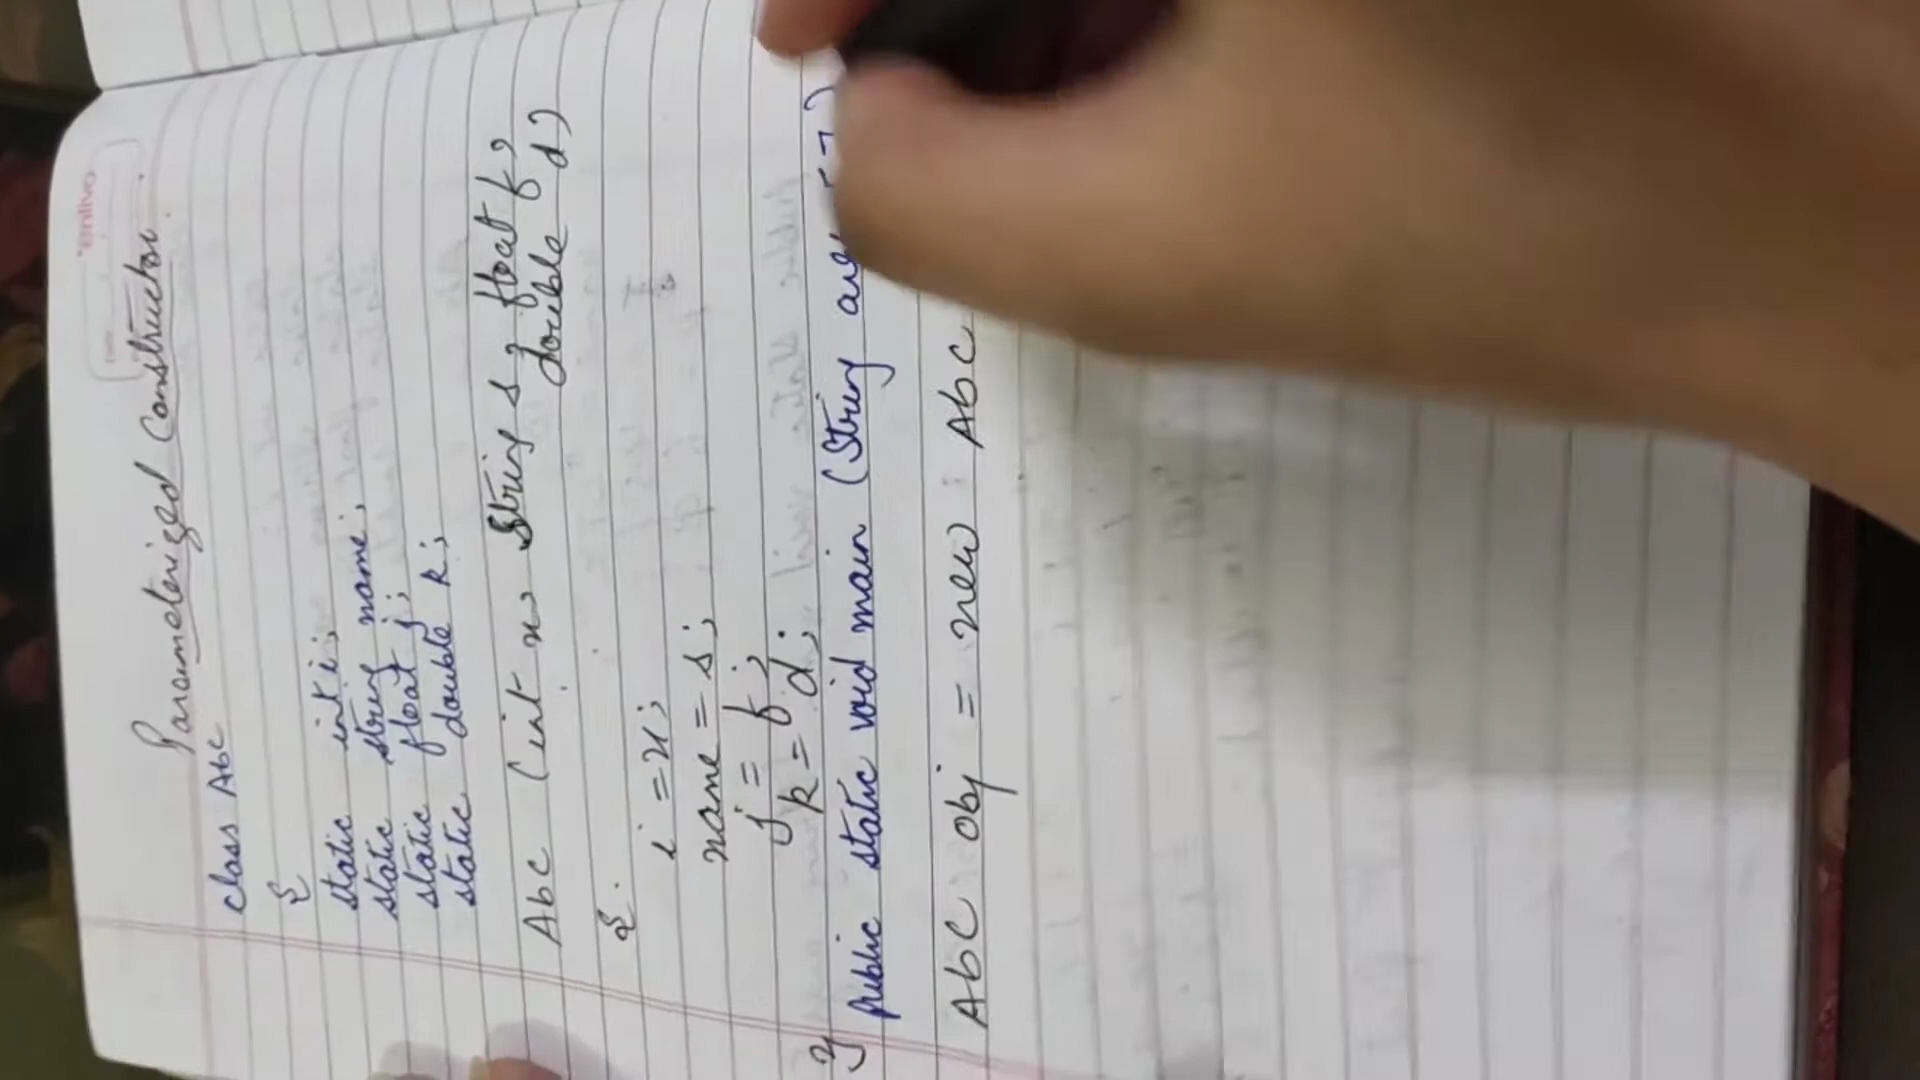 Parameterized Constructor.
class Abc
{
static int i;
static string name;
static float j;
static double k;
Abc (int x, String s, float f,
double d)
{
i = x;
name = s;
j = f;
k = d;
}
public static void main (String
Abc obj = new Abc